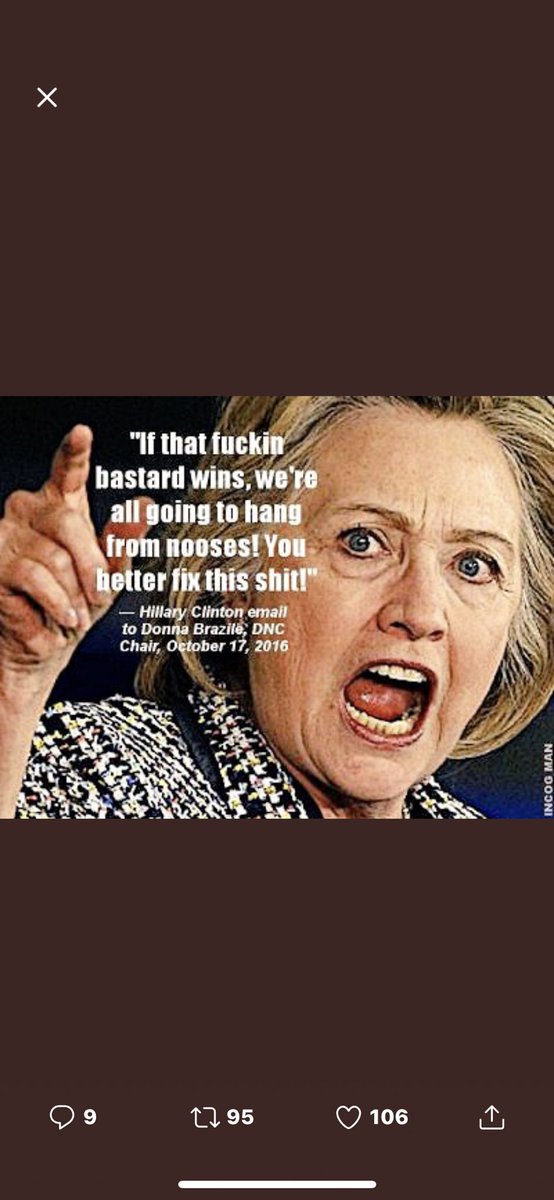 "If that fuckin
bastard wins, we're
all going to hang
from nooses! You
better fix this shit!"
— Hillary Clinton email
to Donna Brazile, DNC
Chair, October 17, 2016
INCOG MAN
9
95
106